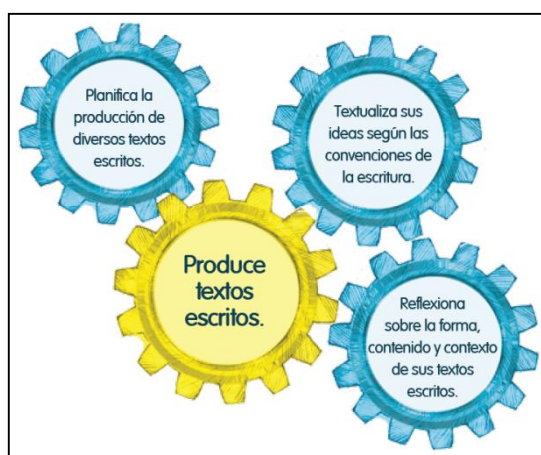 Planifica la
producción de
diversos textos
escritos.
Textualiza sus
ideas según las
convenciones de
la escritura.
Produce
textos
escritos.
Reflexiona
sobre la forma,
contenido y contexto
de sus textos
escritos.